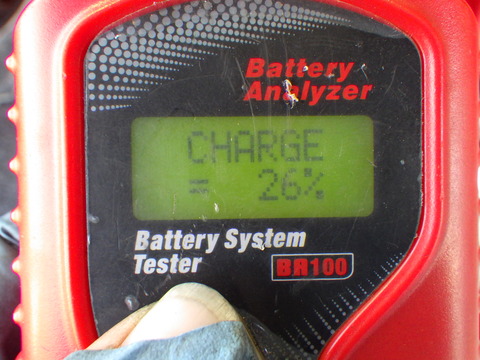 Battery
Analyzer
CHARGE
= 26%
Battery System
Tester
BA100